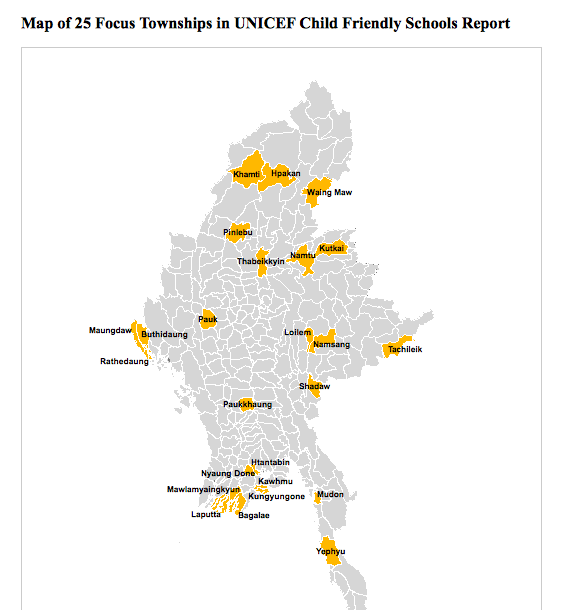 Map of 25 Focus Townships in UNICEF Child Friendly Schools Report
Khamti
Hpakan
Waing Maw
Pinlebu
Kutkai
Namtu
Thabeikkyin
Pauk
Maungdaw
Buthidaung
Loilem
Namsang
Tachileik
Rathedaung
Shadaw
Paukkhaung
Htantabin
Nyaung Done
Kawhmu
Mawlamyaingkyun
Kungyungone
Mudon
Laputta
Bagalae
Yephyu